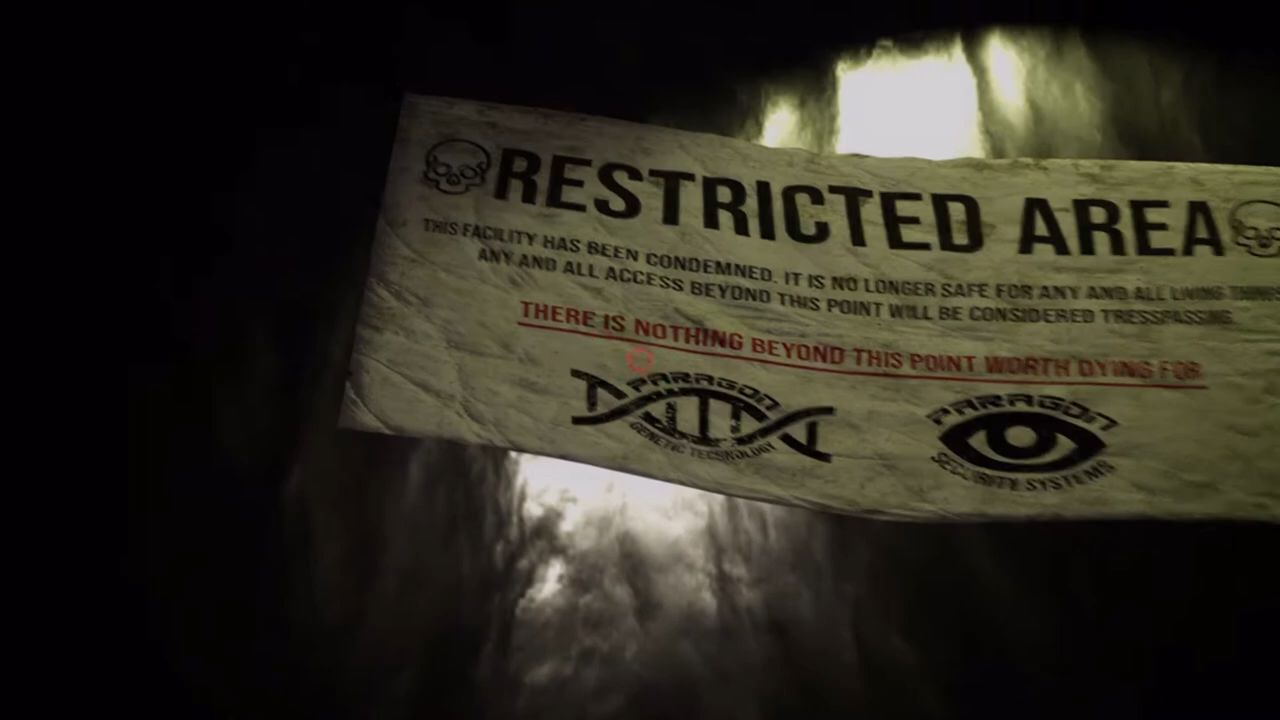 RESTRICTED AREA
THIS FACILITY HAS BEEN CONDEMNED. IT IS NO LONGER SAFE FOR ANY AND ALL LIVING THINGS
ANY AND ALL ACCESS BEYOND THIS POINT WILL BE CONSIDERED TRESSPASSING.
THERE IS NOTHING BEYOND THIS POINT WORTH DYING FOR
PARAGON
GENETIC TECHNOLOGY
PARAGON
SECURITY SYSTEMS